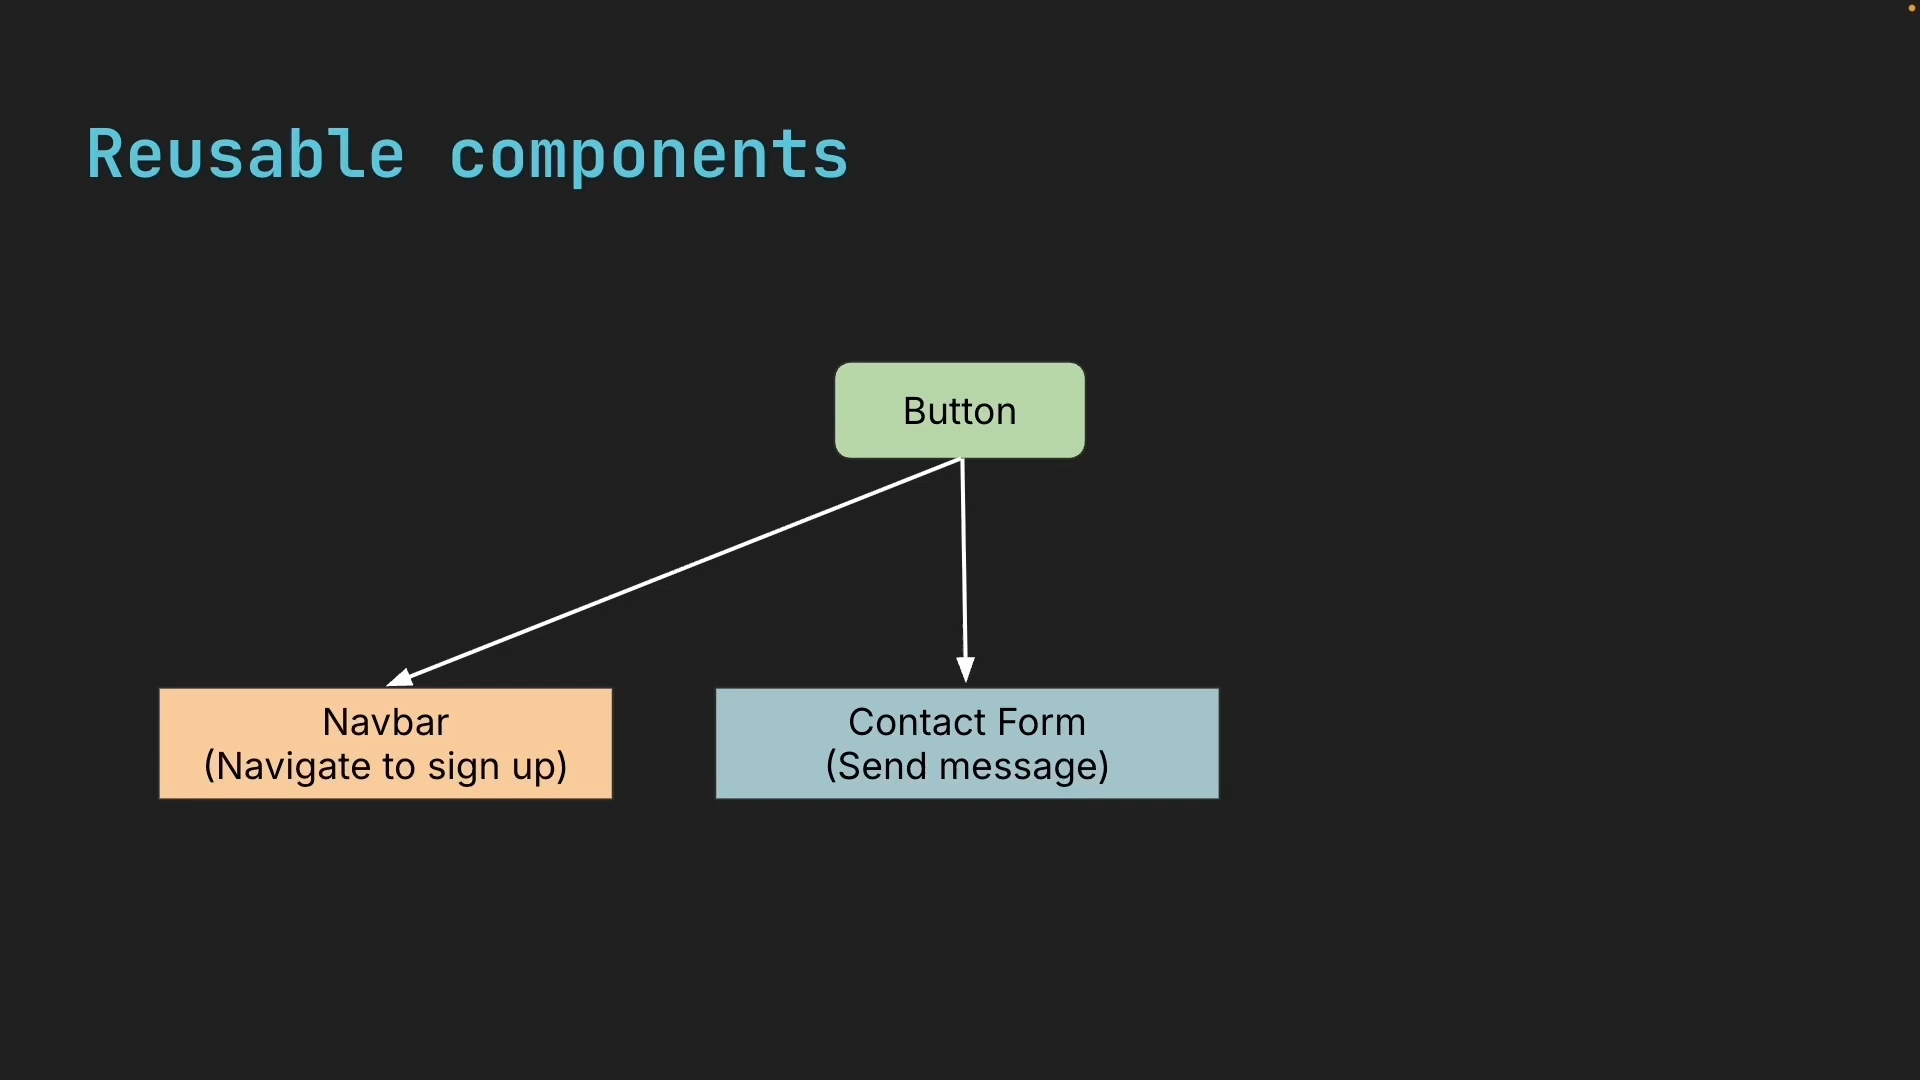 Reusable components
Button
Navbar
(Navigate to sign up)
Contact Form
(Send message)